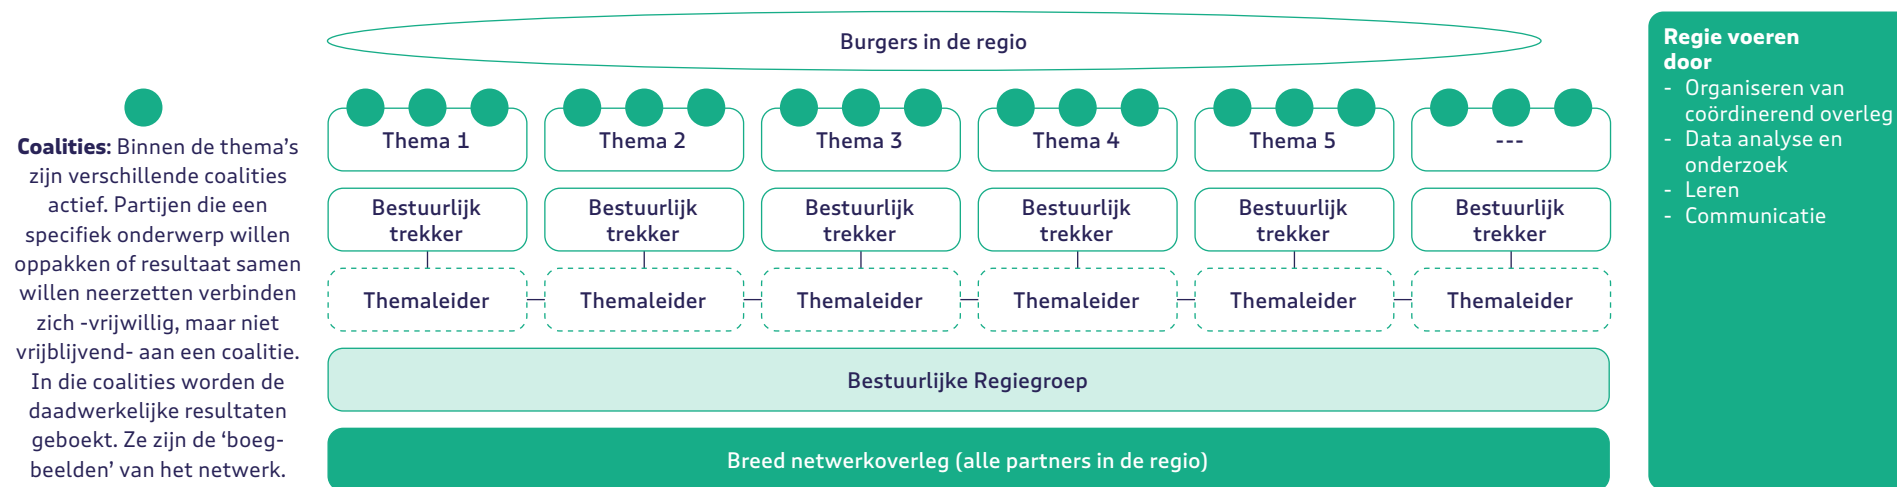 Coalities: Binnen de thema's
zijn verschillende coalities
actief. Partijen die een
specifiek onderwerp willen
oppakken of resultaat samen
willen neerzetten verbinden
zich -vrijwillig, maar niet
vrijblijvend- aan een coalitie.
In die coalities worden de
daadwerkelijke resultaten
geboekt. Ze zijn de ‘boeg-
beelden’ van het netwerk.
Burgers in de regio
Thema 1
Thema 2
Thema 3
Thema 4
Thema 5
---
Bestuurlijk
trekker
Bestuurlijk
trekker
Bestuurlijk
trekker
Bestuurlijk
trekker
Bestuurlijk
trekker
Bestuurlijk
trekker
Themaleider
Themaleider
Themaleider
Themaleider
Themaleider
Themaleider
Bestuurlijke Regiegroep
Breed netwerkoverleg (alle partners in de regio)
Regie voeren
door
- Organiseren van
coördinerend overleg
- Data analyse en
onderzoek
- Leren
- Communicatie